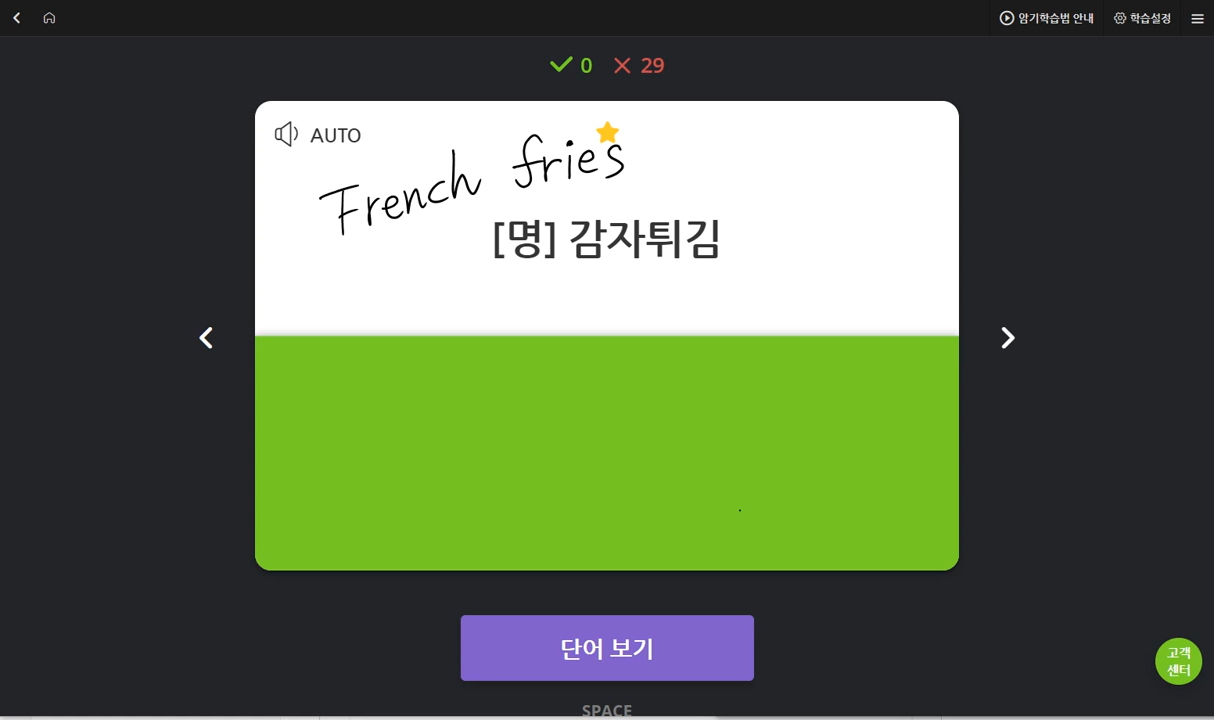 암기학습법 안내
학습설정
0 29
AUTO
French fries
[명] 감자튀김
단어 보기
고객
센터
SPACE